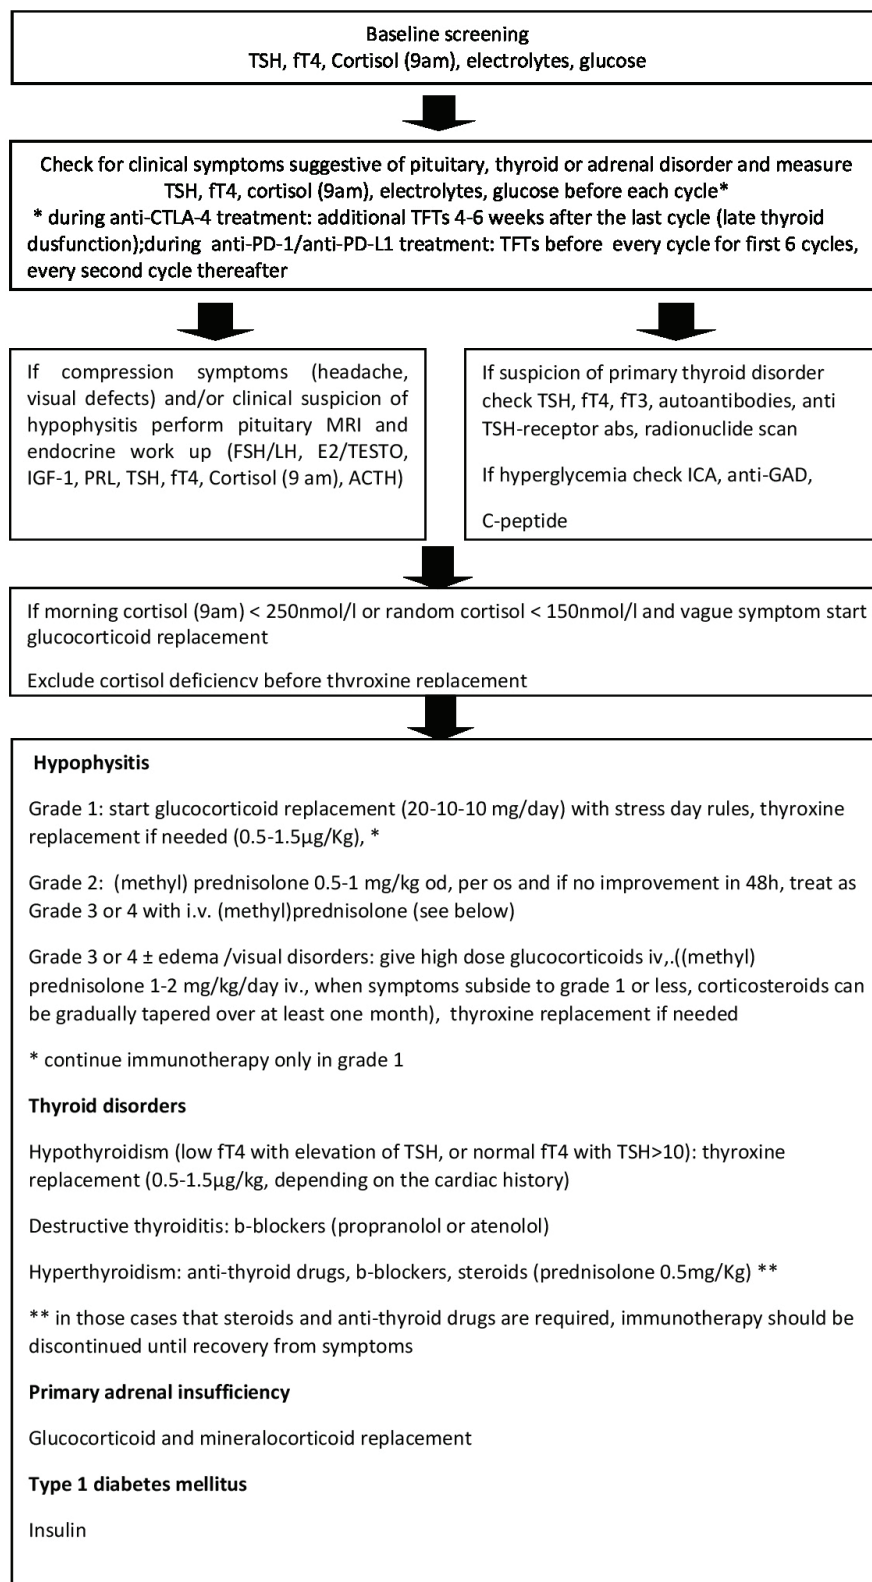 Baseline screening
TSH, fT4, Cortisol (9am), electrolytes, glucose
Check for clinical symptoms suggestive of pituitary, thyroid or adrenal disorder and measure
TSH, fT4, cortisol (9am), electrolytes, glucose before each cycle*
* during anti-CTLA-4 treatment: additional TFTs 4-6 weeks after the last cycle (late thyroid
dusfunction);during anti-PD-1/anti-PD-L1 treatment: TFTs before every cycle for first 6 cycles,
every second cycle thereafter
If compression symptoms (headache,
visual defects) and/or clinical suspicion of
hypophysitis perform pituitary MRI and
endocrine work up (FSH/LH, E2/TESTO,
IGF-1, PRL, TSH, fT4, Cortisol (9 am), ACTH)
If suspicion of primary thyroid disorder
check TSH, fT4, fT3, autoantibodies, anti
TSH-receptor abs, radionuclide scan
If hyperglycemia check ICA, anti-GAD,
C-peptide
If morning cortisol (9am) < 250nmol/l or random cortisol < 150nmol/l and vague symptom start
glucocorticoid replacement
Exclude cortisol deficiency before thyroxine replacement
Hypophysitis
Grade 1: start glucocorticoid replacement (20-10-10 mg/day) with stress day rules, thyroxine
replacement if needed (0.5-1.5μg/Kg), *
Grade 2: (methyl) prednisolone 0.5-1 mg/kg od, per os and if no improvement in 48h, treat as
Grade 3 or 4 with i.v. (methyl)prednisolone (see below)
Grade 3 or 4 ± edema /visual disorders: give high dose glucocorticoids iv,.((methyl)
prednisolone 1-2 mg/kg/day iv., when symptoms subside to grade 1 or less, corticosteroids can
be gradually tapered over at least one month), thyroxine replacement if needed
* continue immunotherapy only in grade 1
Thyroid disorders
Hypothyroidism (low fT4 with elevation of TSH, or normal fT4 with TSH>10): thyroxine
replacement (0.5-1.5μg/kg, depending on the cardiac history)
Destructive thyroiditis: b-blockers (propranolol or atenolol)
Hyperthyroidism: anti-thyroid drugs, b-blockers, steroids (prednisolone 0.5mg/Kg) **
** in those cases that steroids and anti-thyroid drugs are required, immunotherapy should be
discontinued until recovery from symptoms
Primary adrenal insufficiency
Glucocorticoid and mineralocorticoid replacement
Type 1 diabetes mellitus
Insulin